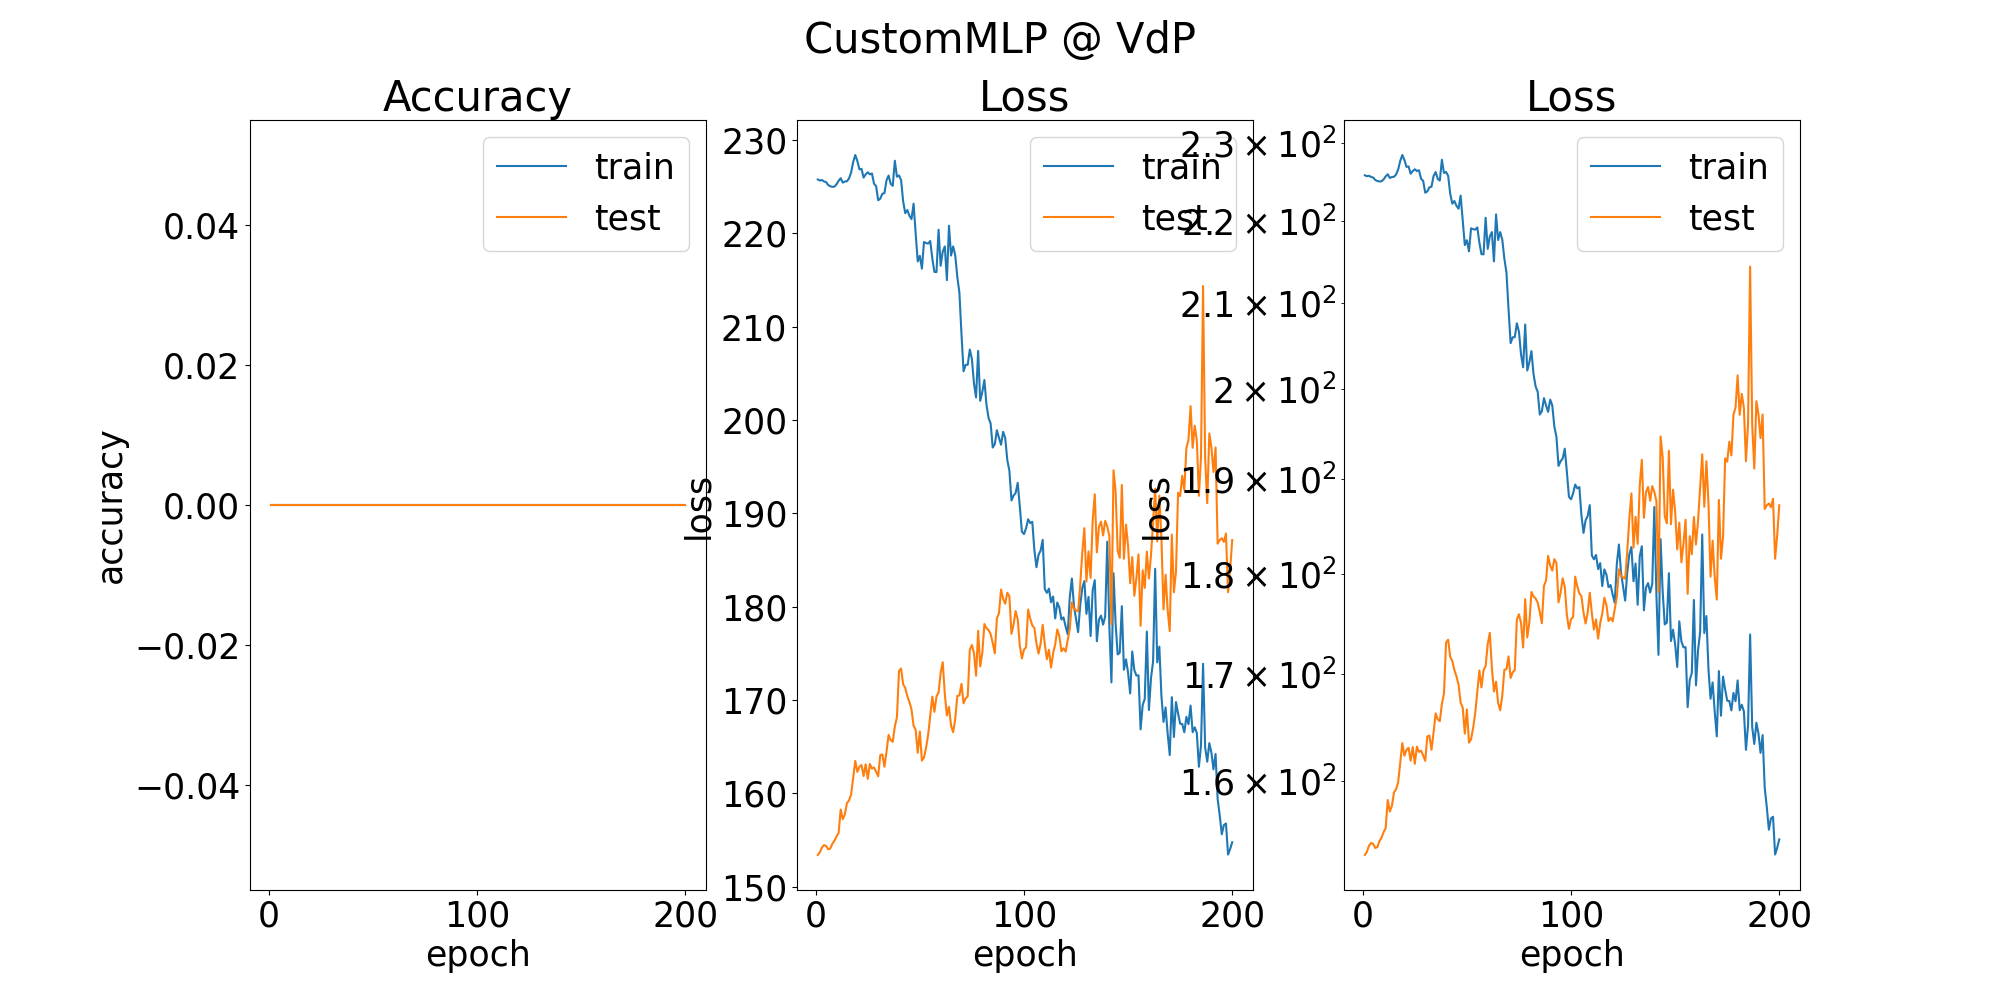 CustomMLP @ VdP
Accuracy
train
test
0.04
0.02
0.00
−0.02
−0.04
accuracy
0
100
200
epoch
Loss
train
test
230
220
210
200
190
180
170
160
150
loss
0
100
200
epoch
Loss
train
test
2.3 × 10²
2.2 × 10²
2.1 × 10²
2 × 10²
1.9 × 10²
1.8 × 10²
1.7 × 10²
1.6 × 10²
loss
0
100
200
epoch